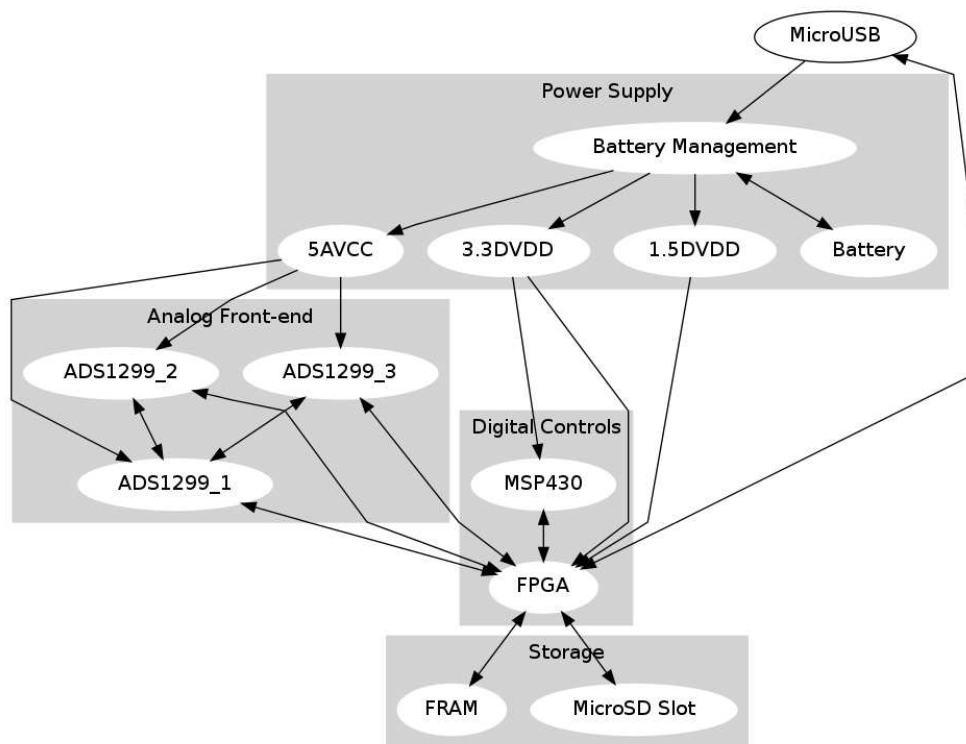 MicroUSB
Power Supply
Battery Management
5AVCC
3.3DVDD
1.5DVDD
Battery
Analog Front-end
ADS1299_2
ADS1299_3
Digital Controls
ADS1299_1
MSP430
FPGA
Storage
FRAM
MicroSD Slot